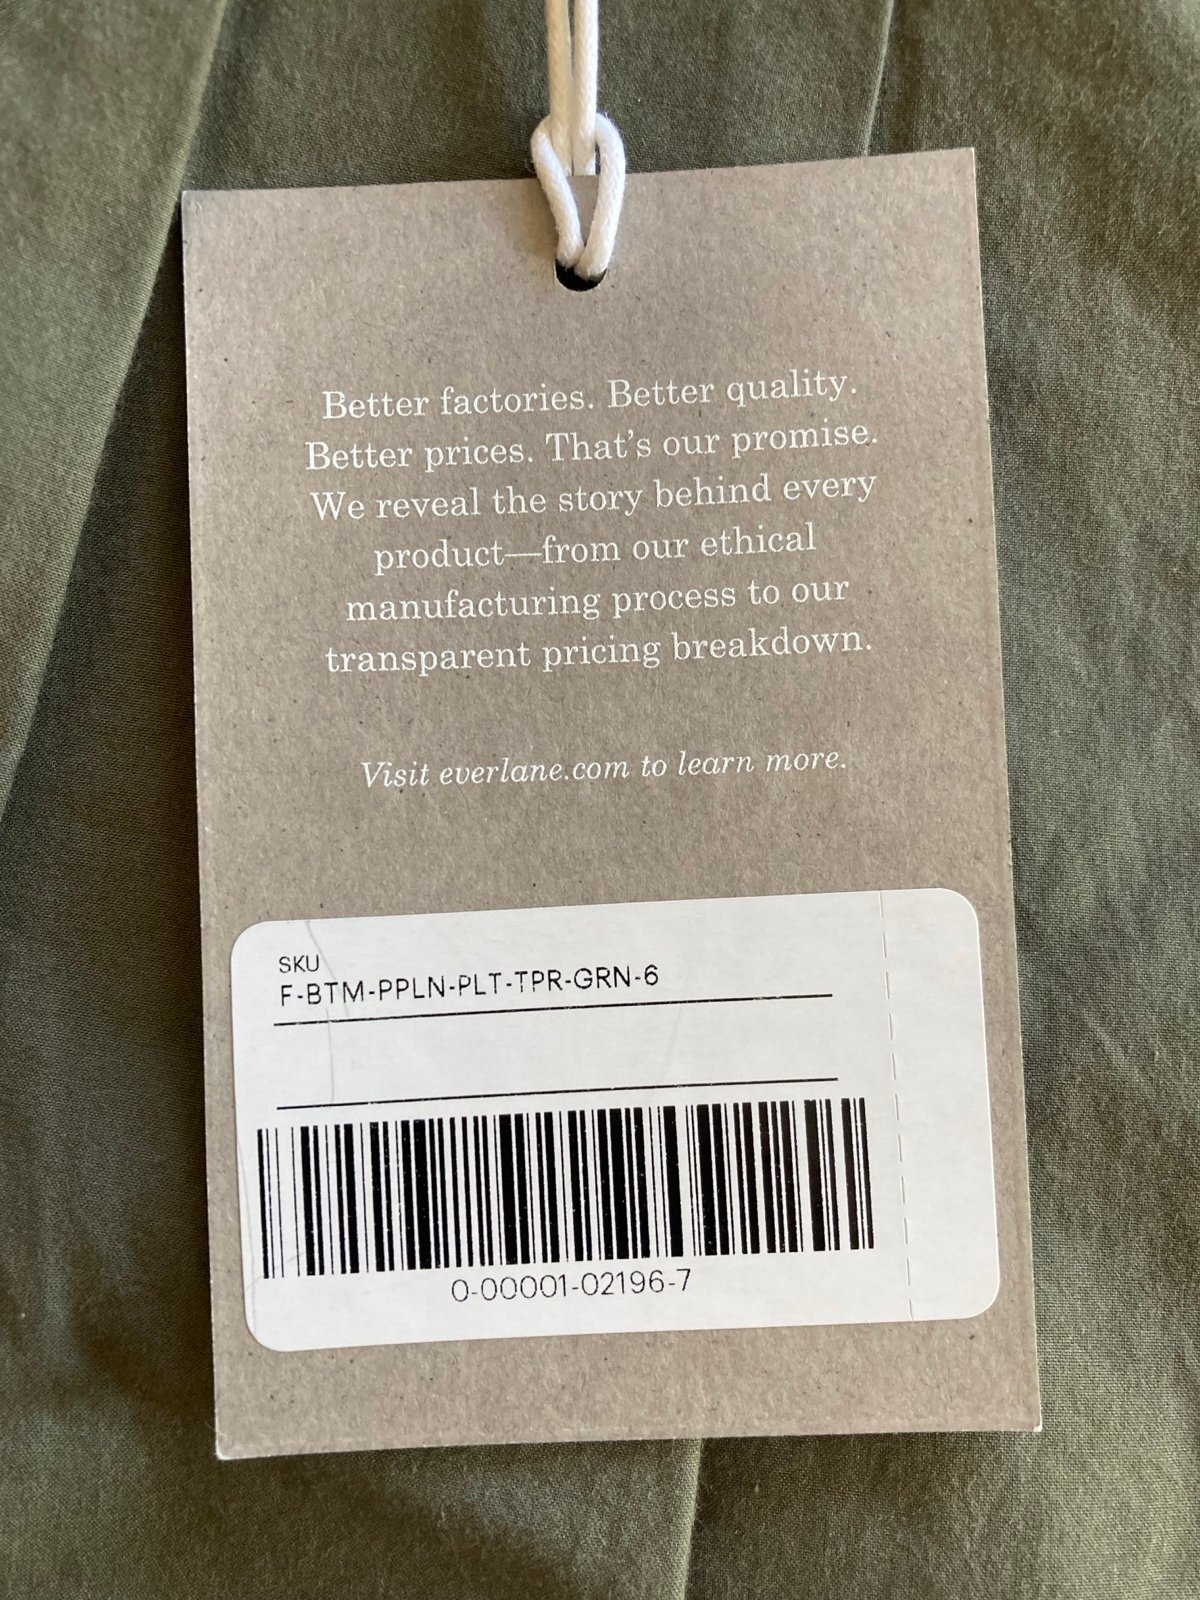 Better factories. Better quality.
Better prices. That's our promise.
We reveal the story behind every
product—from our ethical
manufacturing process to our
transparent pricing breakdown.
Visit everlane.com to learn more.
SKU
F-BTM-PPLN-PLT-TPR-GRN-6
0-00001-02196-7